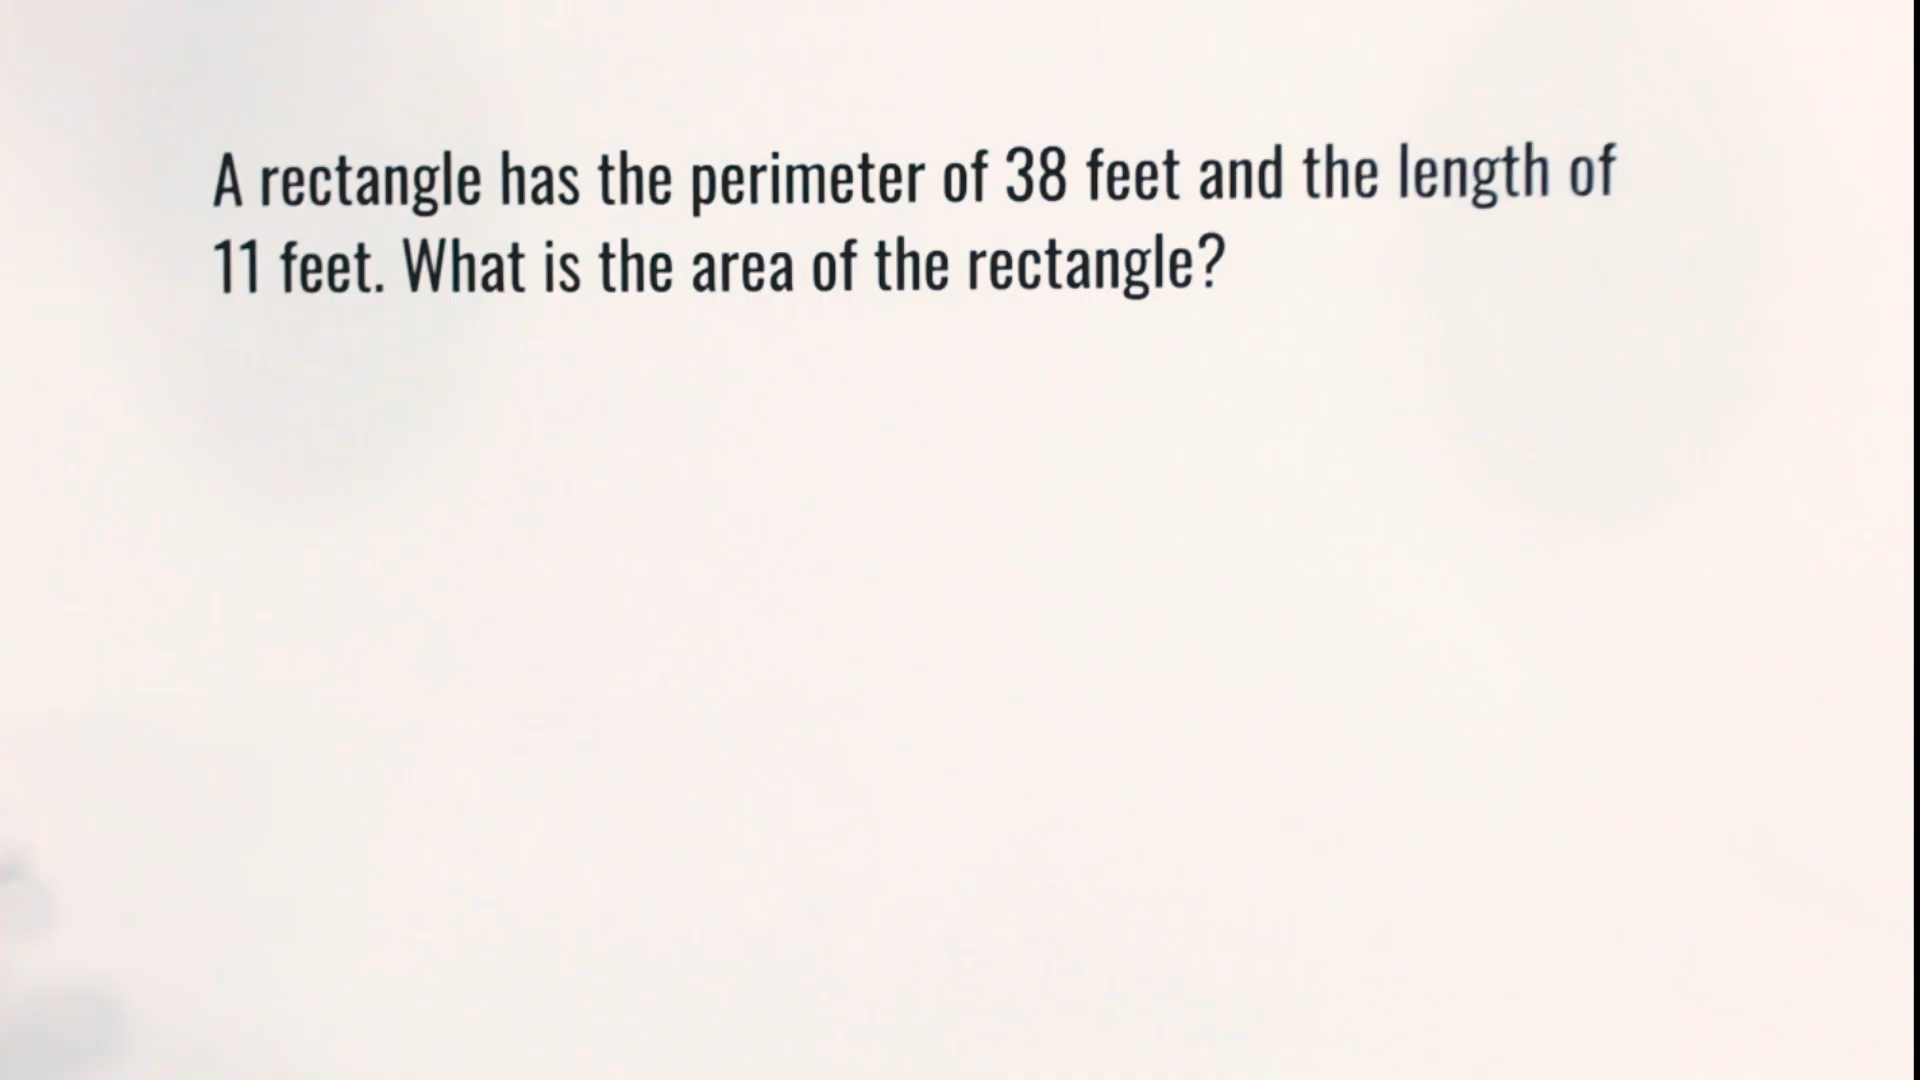 A rectangle has the perimeter of 38 feet and the length of
11 feet. What is the area of the rectangle?